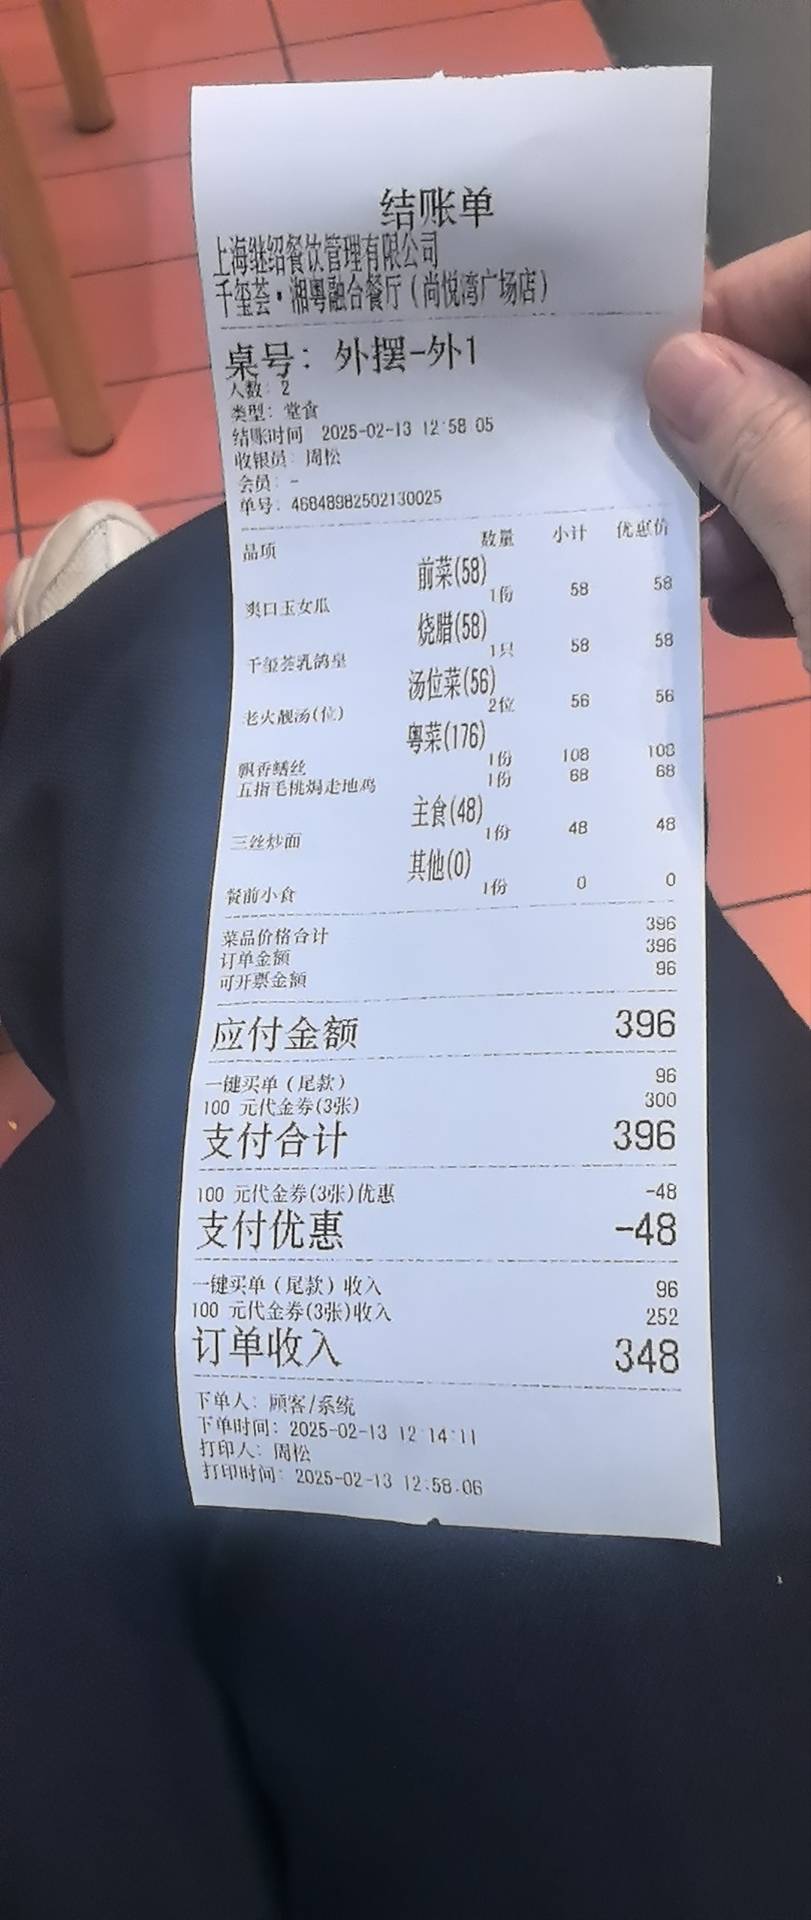 结账单
上海继绍餐饮管理有限公司
千玺荟·湘粤融合餐厅(尚悦湾广场店)
桌号: 外摆-外1
人数: 2
类型: 堂食
结账时间 2025-02-13 12:58:05
收银员: 周松
会员: -
单号: 46848982502130025
品项 数量 小计 优惠价
前菜(58)
爽口玉女瓜 1份 58 58
烧腊(58)
千玺荟乳鸽皇 1只 58 58
汤位菜(56)
老火靓汤(位) 2位 56 56
粤菜(176)
飘香鳝丝 1份 108 108
五指毛桃焗走地鸡 1份 68 68
主食(48)
三丝炒面 1份 48 48
其他(0)
餐前小食 1份 0 0
菜品价格合计 396
订单金额 396
可开票金额 96
应付金额 396
一键买单(尾款) 96
100 元代金券(3张) 300
支付合计 396
100 元代金券(3张)优惠 -48
支付优惠 -48
一键买单(尾款)收入 96
100 元代金券(3张)收入 252
订单收入 348
下单人: 顾客/系统
下单时间: 2025-02-13 12:14:11
打印人: 周松
打印时间: 2025-02-13 12:58:06